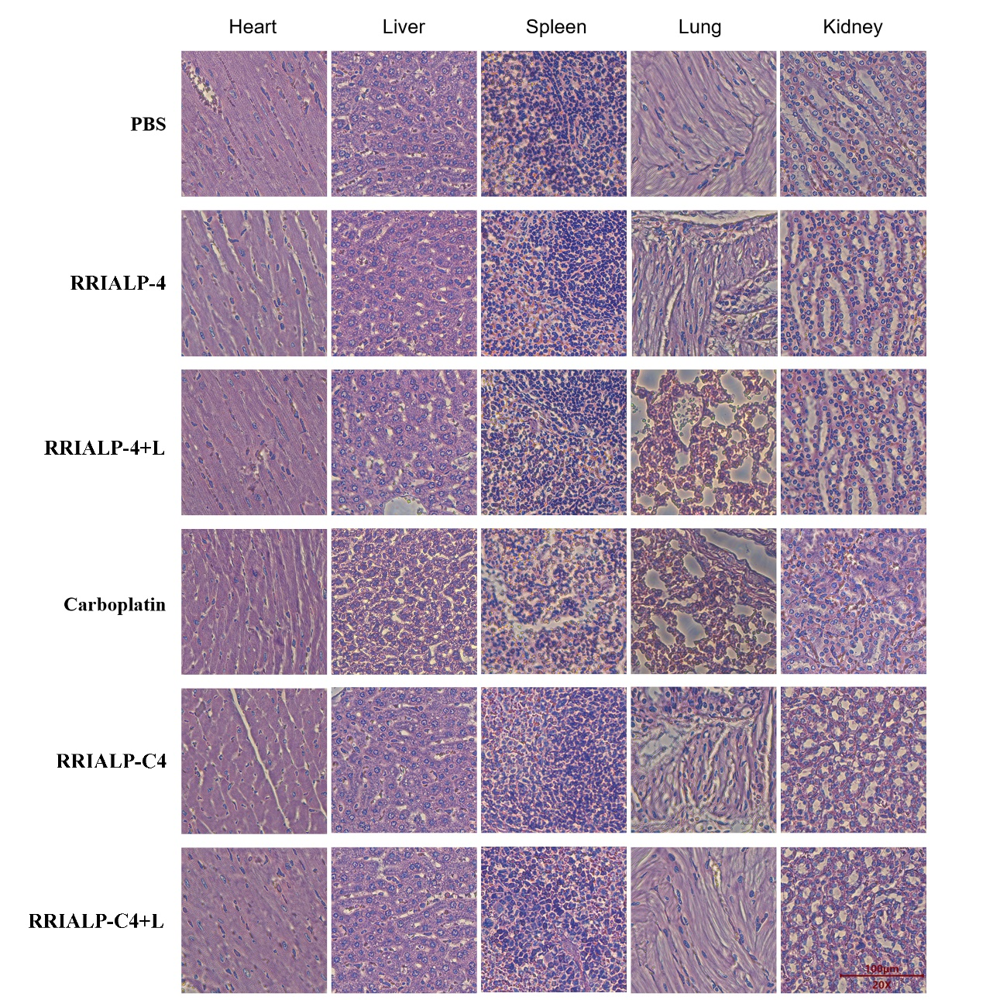 Heart Liver Spleen Lung Kidney
PBS
RRIALP-4
RRIALP-4+L
Carboplatin
RRIALP-C4
RRIALP-C4+L
100μm
20X